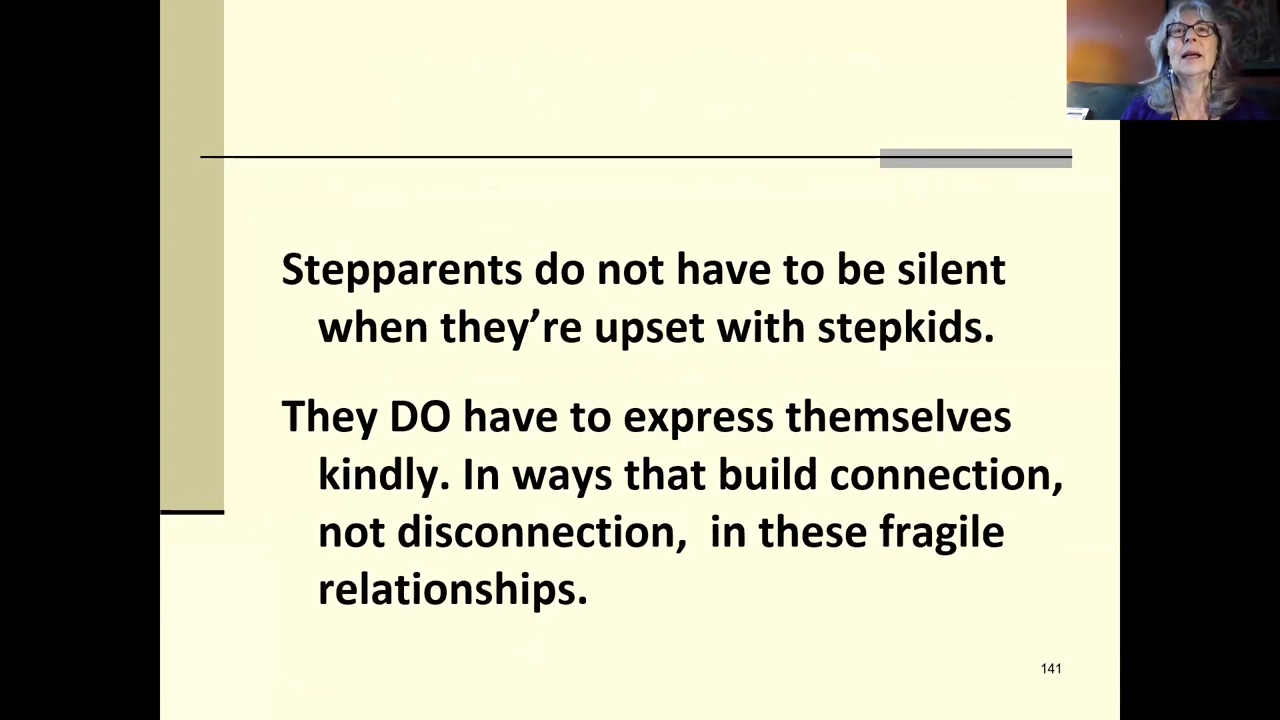 Stepparents do not have to be silent
when they’re upset with stepkids.
They DO have to express themselves
kindly. In ways that build connection,
not disconnection,  in these fragile
relationships.
141